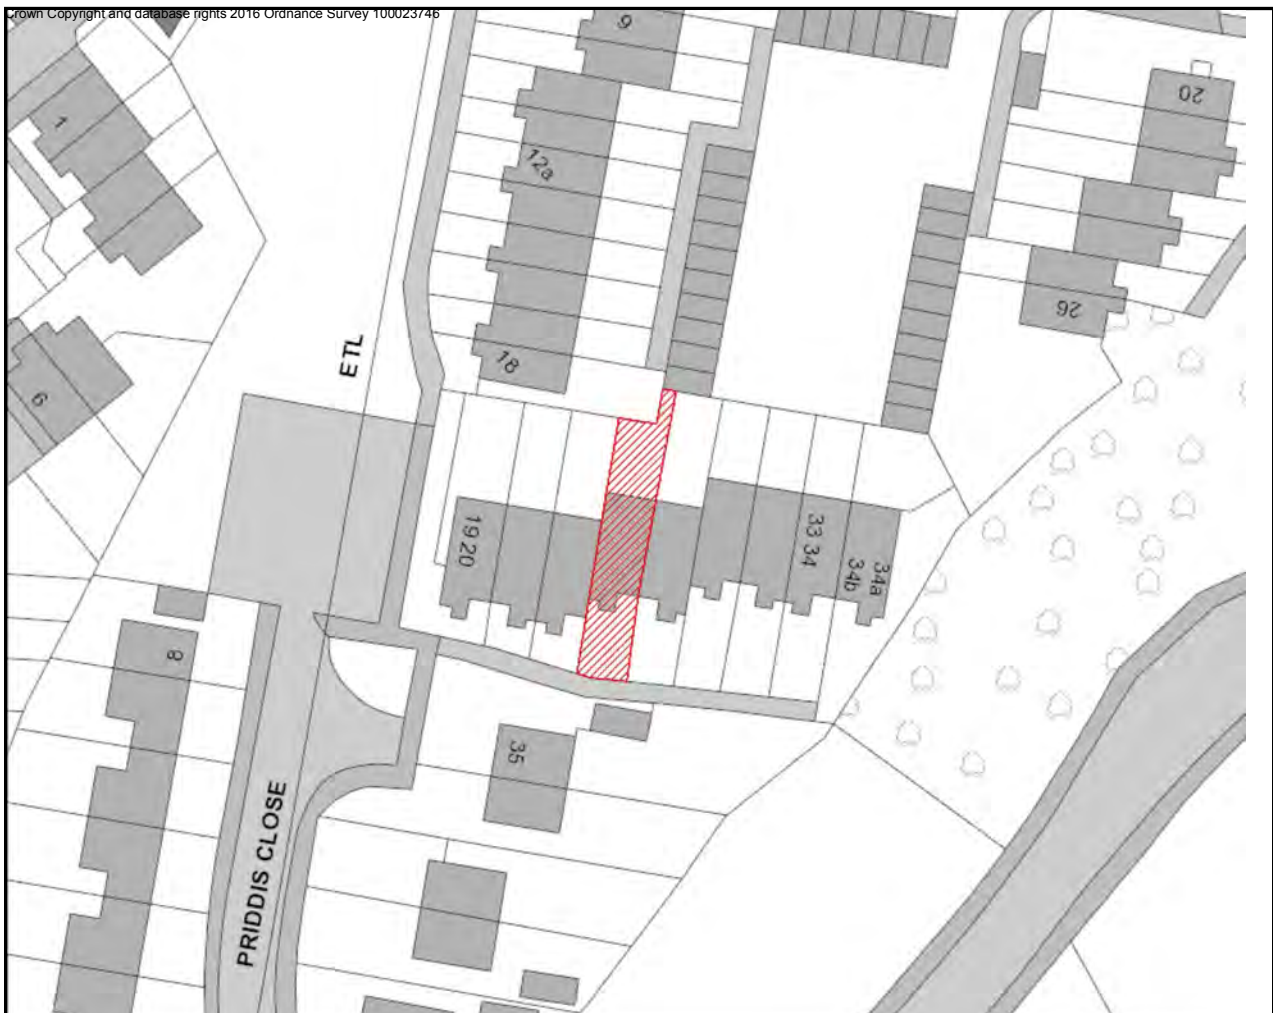 Crown Copyright and database rights 2016 Ordnance Survey 100023746
9
1
12a
20
26
ETL
18
6
19 20
33 34
34b
34a
8
35
PRIDDIS CLOSE